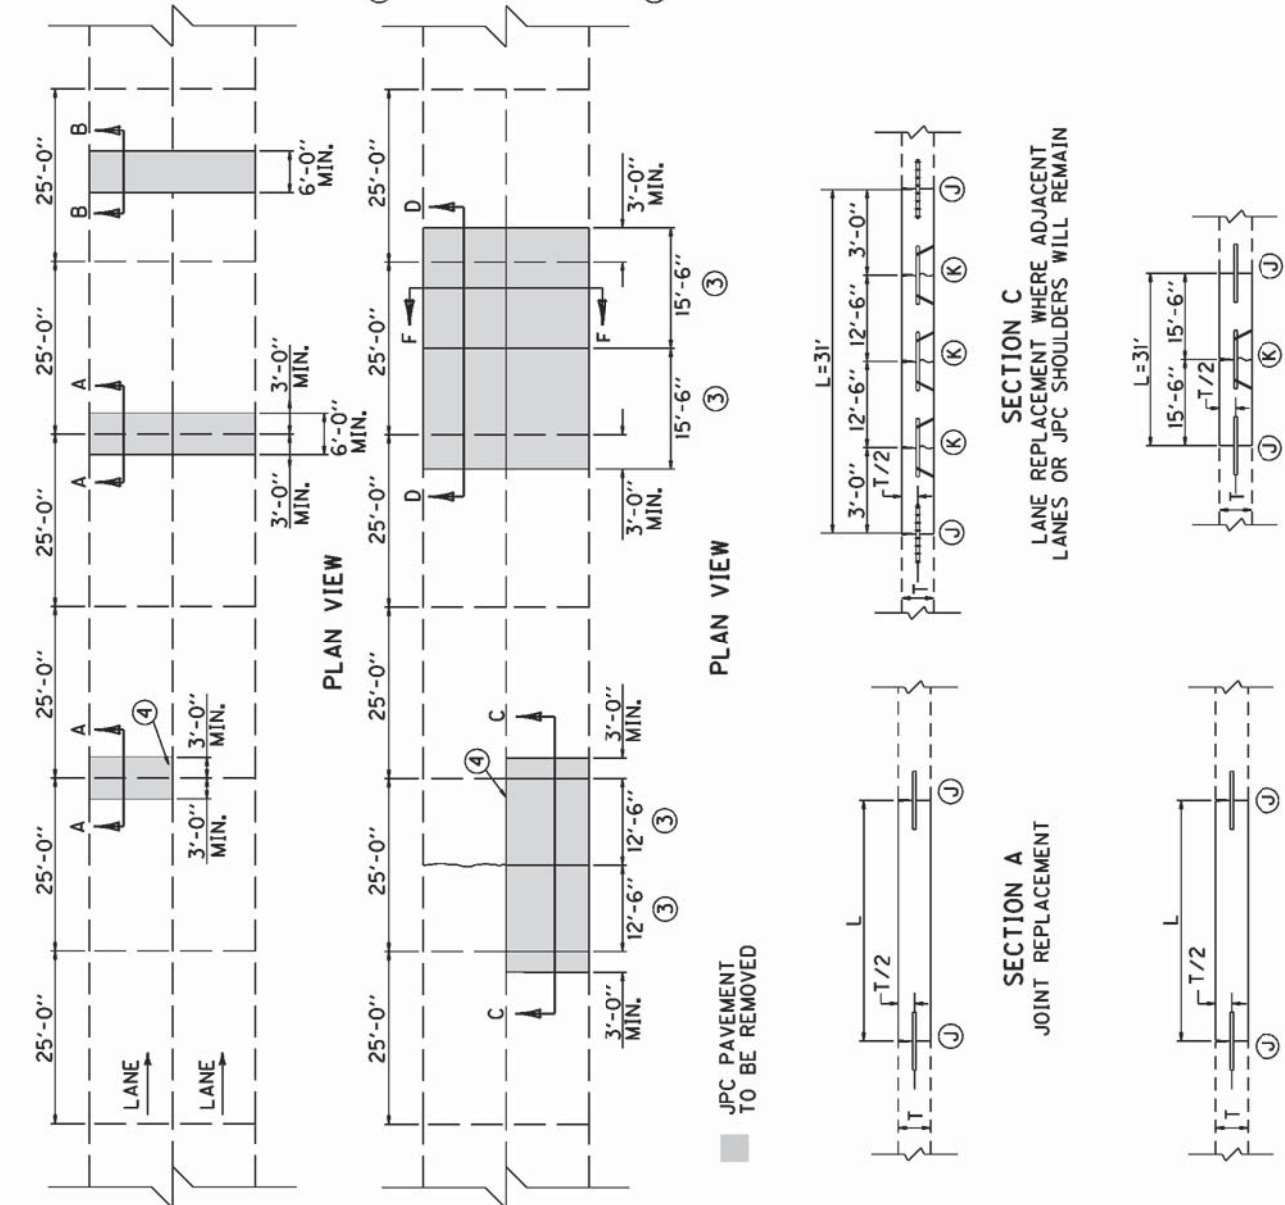 25'-0" 25'-0" 25'-0" 25'-0" 25'-0" 25'-0"
A A A A B B
LANE
LANE
4
3'-0" MIN.
3'-0" MIN.
3'-0" MIN.
3'-0" MIN.
6'-0" MIN.
6'-0" MIN.
PLAN VIEW
25'-0" 25'-0" 25'-0" 25'-0" 25'-0" 25'-0"
D D
F F
4
C C
3'-0" MIN.
12'-6" 12'-6"
3 3
3'-0" MIN.
3'-0" MIN.
15'-6" 15'-6"
3 3
3'-0" MIN.
PLAN VIEW
JPC PAVEMENT
TO BE REMOVED
L
T/2
T
J J
SECTION A
JOINT REPLACEMENT
L=31'
3'-0" 12'-6" 12'-6" 3'-0"
T/2
T
J K K K J
SECTION C
LANE REPLACEMENT WHERE ADJACENT
LANES OR JPC SHOULDERS WILL REMAIN
L
T/2
T
J J
L=31'
15'-6" 15'-6"
T/2
T
J K J